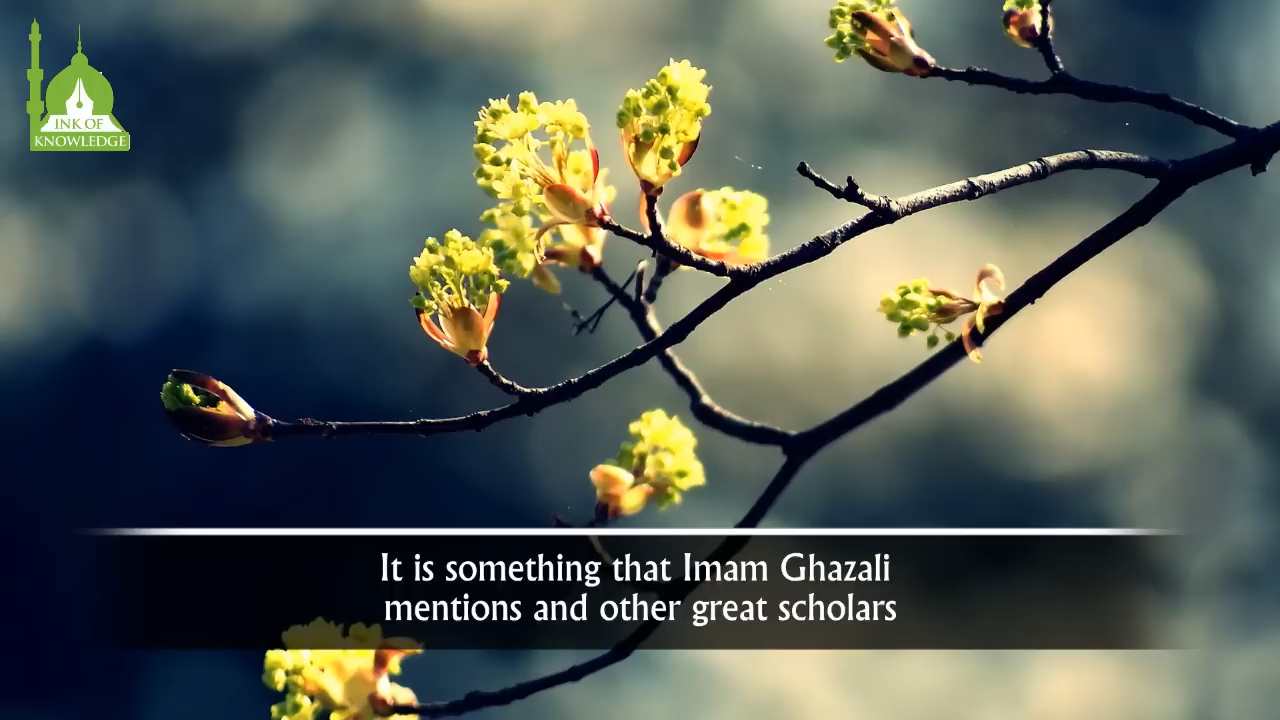 INK OF
KNOWLEDGE
It is something that Imam Ghazali
mentions and other great scholars